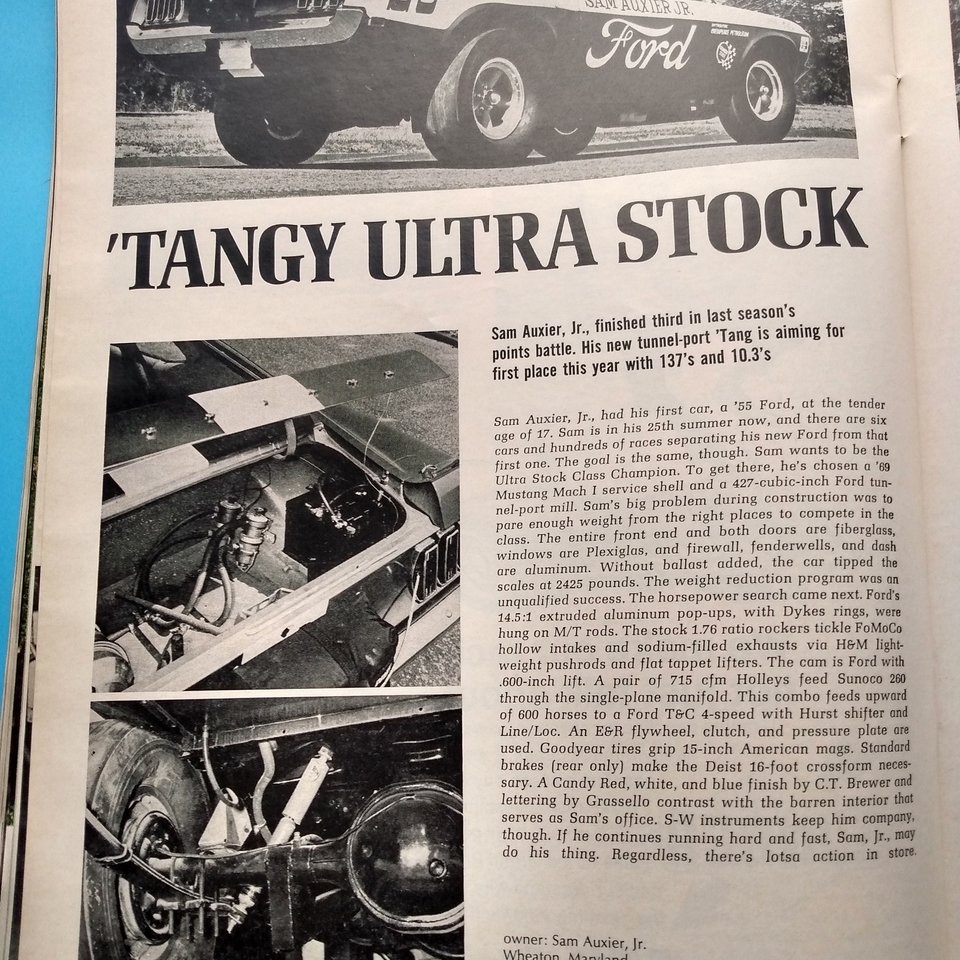 SAM AUXIER JR.
Ford
'TANGY ULTRA STOCK
Sam Auxier, Jr., finished third in last season's
points battle. His new tunnel-port 'Tang is aiming for
first place this year with 137's and 10.3's
Sam Auxier, Jr., had his first car, a '55 Ford, at the tender
age of 17. Sam is in his 25th summer now, and there are six
cars and hundreds of races separating his new Ford from that
first one. The goal is the same, though. Sam wants to be the
Ultra Stock Class Champion. To get there, he's chosen a '69
Mustang Mach I service shell and a 427-cubic-inch Ford tun-
nel-port mill. Sam's big problem during construction was to
pare enough weight from the right places to compete in the
class. The entire front end and both doors are fiberglass,
windows are Plexiglas, and firewall, fenderwells, and dash
are aluminum. Without ballast added, the car tipped the
scales at 2425 pounds. The weight reduction program was an
unqualified success. The horsepower search came next. Ford's
14.5:1 extruded aluminum pop-ups, with Dykes rings, were
hung on M/T rods. The stock 1.76 ratio rockers tickle FoMoCo
hollow intakes and sodium-filled exhausts via H&M light-
weight pushrods and flat tappet lifters. The cam is Ford with
.600-inch lift. A pair of 715 cfm Holleys feed Sunoco 260
through the single-plane manifold. This combo feeds upward
of 600 horses to a Ford T&C 4-speed with Hurst shifter and
Line/Loc. An E&R flywheel, clutch, and pressure plate are
used. Goodyear tires grip 15-inch American mags. Standard
brakes (rear only) make the Deist 16-foot crossform neces-
sary. A Candy Red, white, and blue finish by C.T. Brewer and
lettering by Grassello contrast with the barren interior that
serves as Sam's office. S-W instruments keep him company,
though. If he continues running hard and fast, Sam, Jr., may
do his thing. Regardless, there's lotsa action in store.
owner: Sam Auxier, Jr.
Wheaton, Maryland